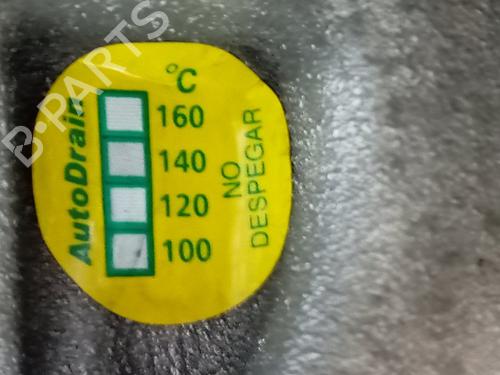 B-PARTS
AutoDrain
°C
160
140
120
100
NO
DESPEGAR